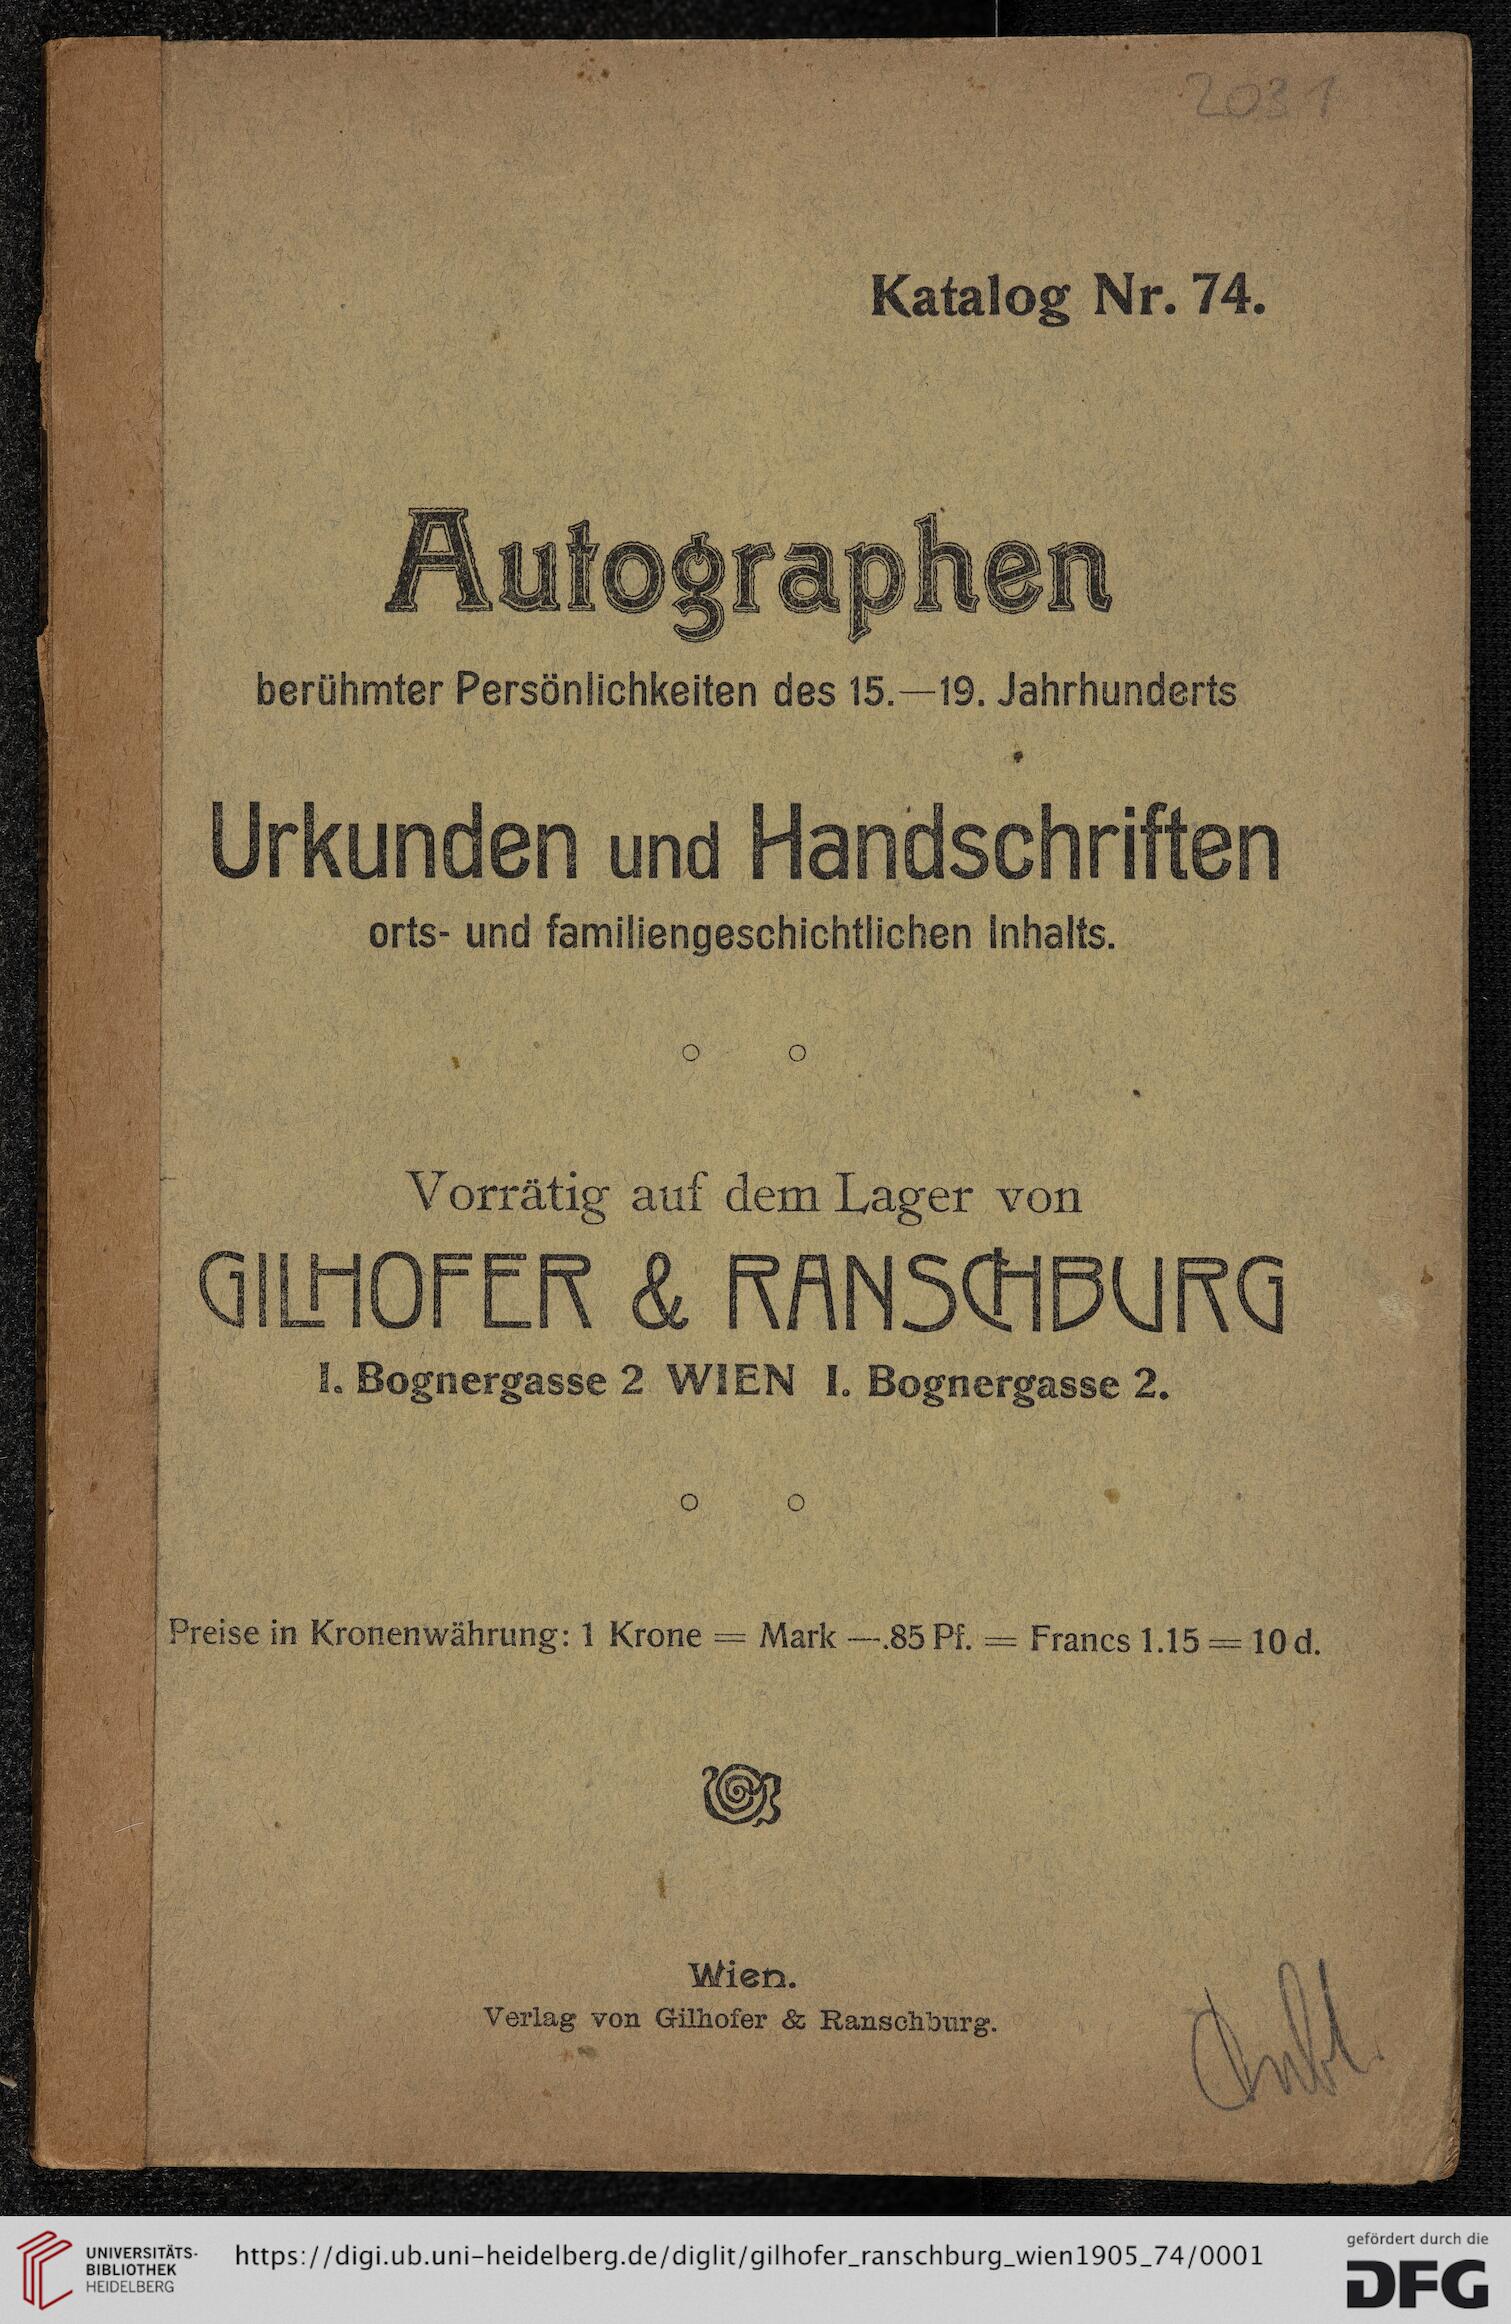 2031
Katalog Nr. 74.
Autographen
berühmter Persönlichkeiten des 15.—19. Jahrhunderts
Urkunden und Handschriften
orts- und familiengeschichtlichen Inhalts.
Vorrätig auf dem Lager von
GILHOFER & RANSCHBURG
I. Bognergasse 2 WIEN I. Bognergasse 2.
Preise in Kronenwährung: 1 Krone = Mark —.85 Pf. = Francs 1.15 = 10 d.
Wien.
Verlag von Gilhofer & Ranschburg.
UNIVERSITÄTS-
BIBLIOTHEK
HEIDELBERG
https://digi.ub.uni-heidelberg.de/diglit/gilhofer_ranschburg_wien1905_74/0001
gefördert durch die
DFG